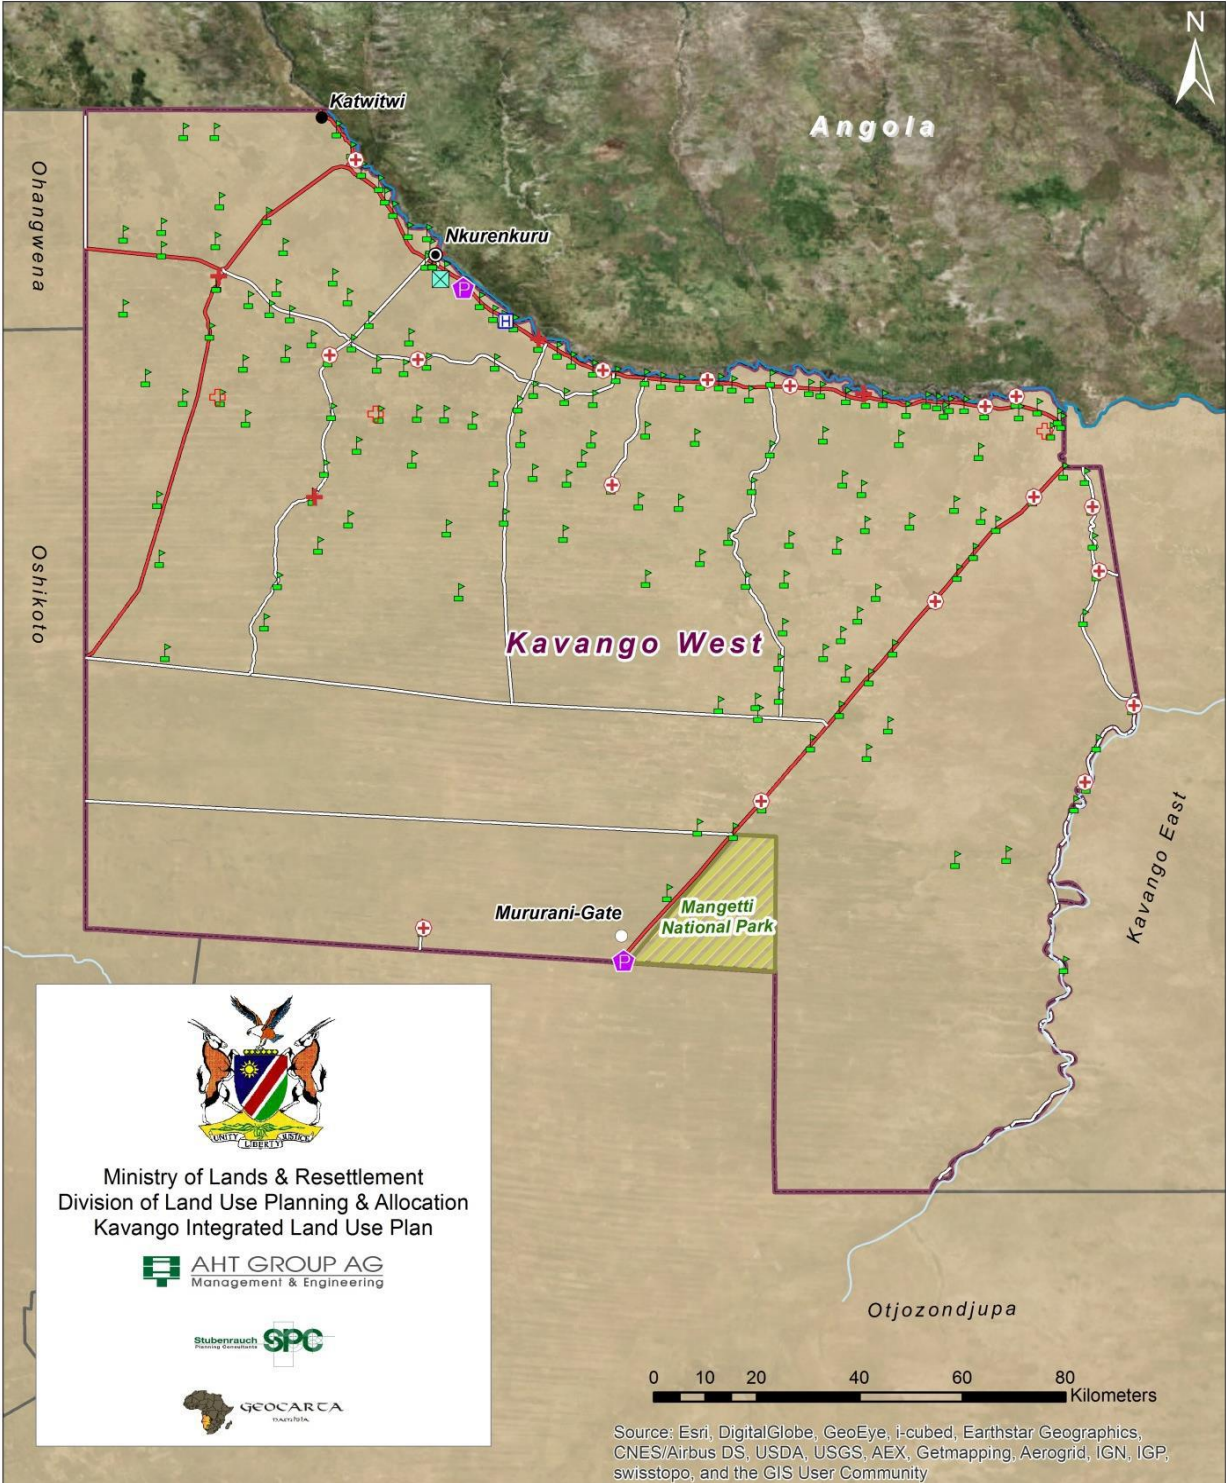 N
Katwitwi
Angola
Ohangwena
Nkurenkuru
P
H
Oshikoto
Kavango West
Kavango East
Mururani-Gate
Mangetti
National Park
P
UNITY LIBERTY JUSTICE
Ministry of Lands & Resettlement
Division of Land Use Planning & Allocation
Kavango Integrated Land Use Plan
AHT GROUP AG
Management & Engineering
Stubenrauch SPC
Planning Consultants
GEOCARTA
NAMIBIA
Otjozondjupa
0 10 20 40 60 80
Kilometers
Source: Esri, DigitalGlobe, GeoEye, i-cubed, Earthstar Geographics,
CNES/Airbus DS, USDA, USGS, AEX, Getmapping, Aerogrid, IGN, IGP,
swisstopo, and the GIS User Community